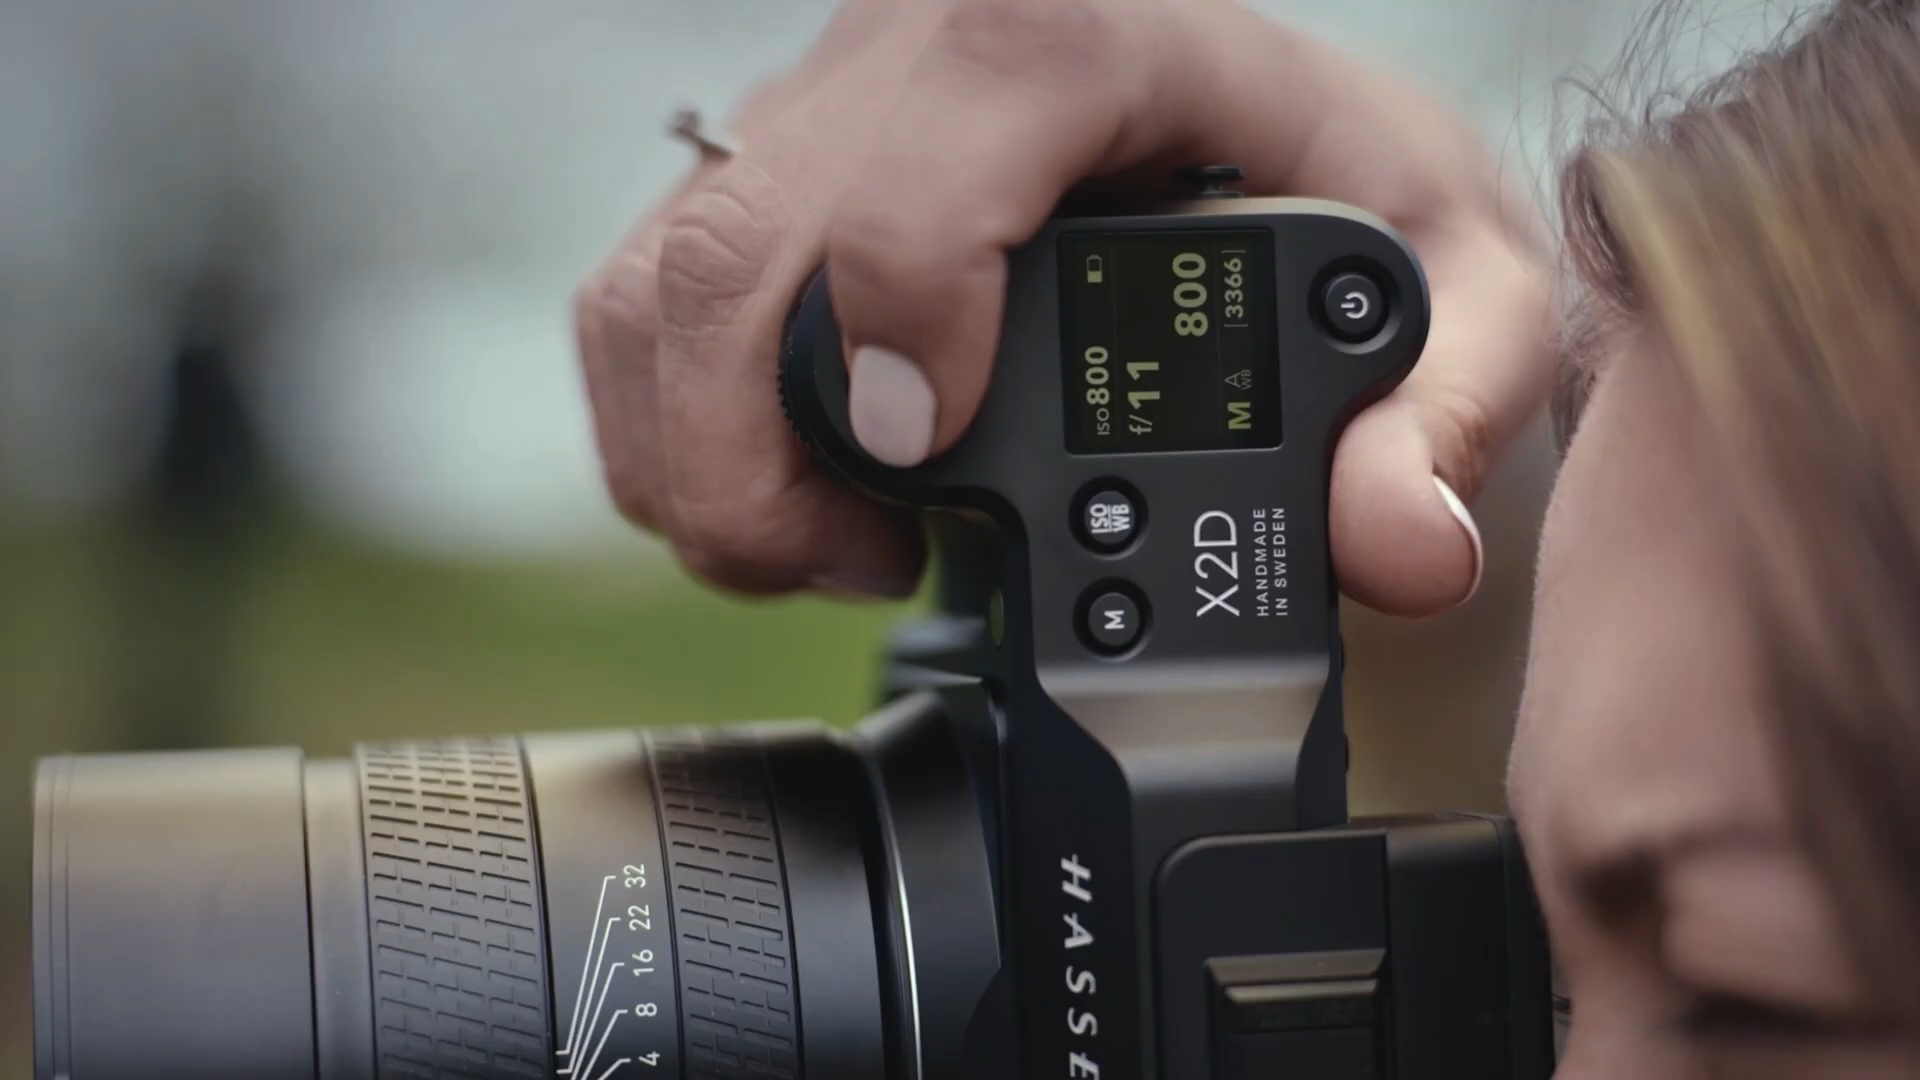 ISO800
f/11
800
M A
WB
[3366]
ISO
WB
M
X2D
HANDMADE
IN SWEDEN
HASSE
32
22
16
8
4